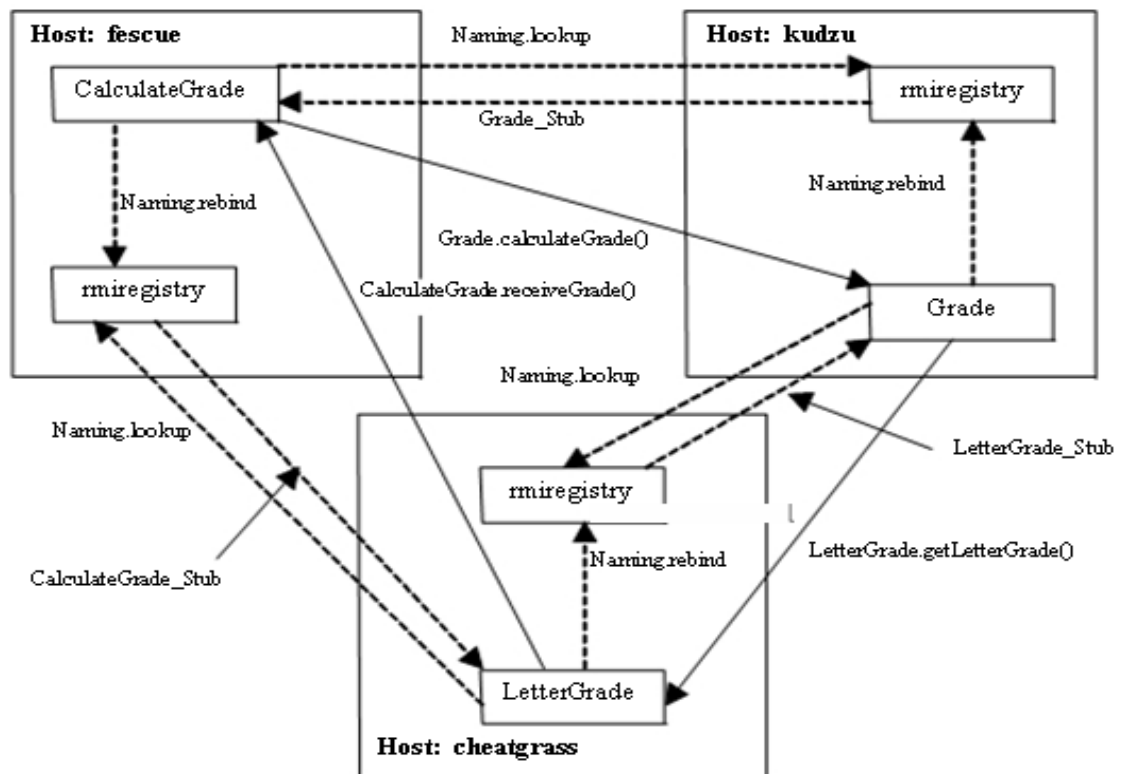 Host: fescue
Naming.lookup
Host: kudzu
CalculateGrade
rmiregistry
Grade_Stub
Naming.rebind
Naming.rebind
Grade.calculateGrade()
rmiregistry
CalculateGrade.receiveGrade()
Grade
Naming.lookup
Naming.lookup
LetterGrade_Stub
rmiregistry
LetterGrade.getLetterGrade()
Naming.rebind
CalculateGrade_Stub
LetterGrade
Host: cheatgrass